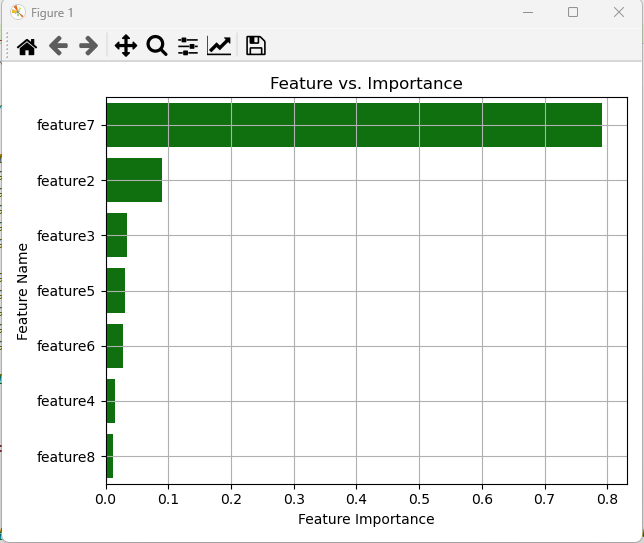 Figure 1
Feature vs. Importance
feature7
feature2
feature3
feature5
feature6
feature4
feature8
Feature Name
0.0 0.1 0.2 0.3 0.4 0.5 0.6 0.7 0.8
Feature Importance